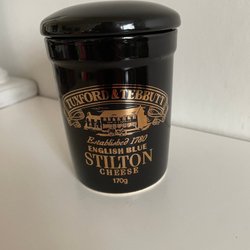 TUXFORD & TEBBUTT
Established 1780
ENGLISH BLUE
STILTON
CHEESE
170g